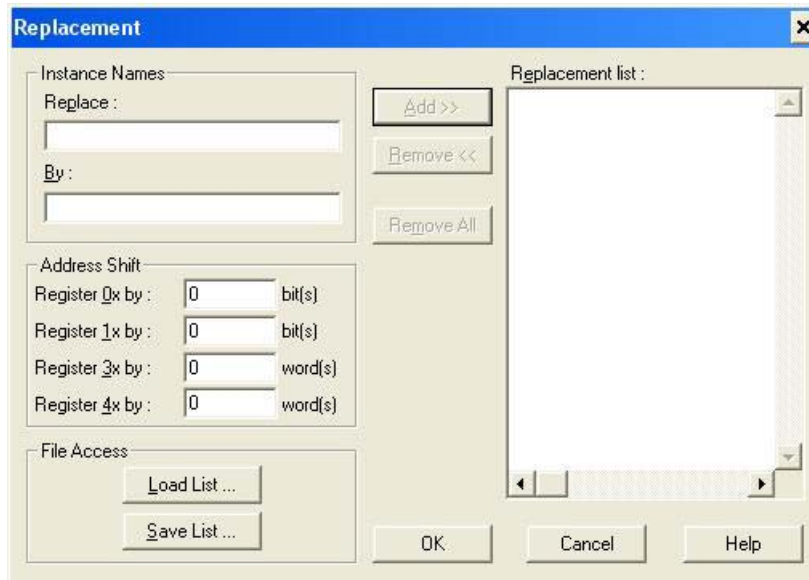 Replacement
Instance Names
Replace :
By :
Add >>
Remove <<
Remove All
Replacement list :
Address Shift
Register 0x by : 0 bit(s)
Register 1x by : 0 bit(s)
Register 3x by : 0 word(s)
Register 4x by : 0 word(s)
File Access
Load List ...
Save List ...
OK
Cancel
Help